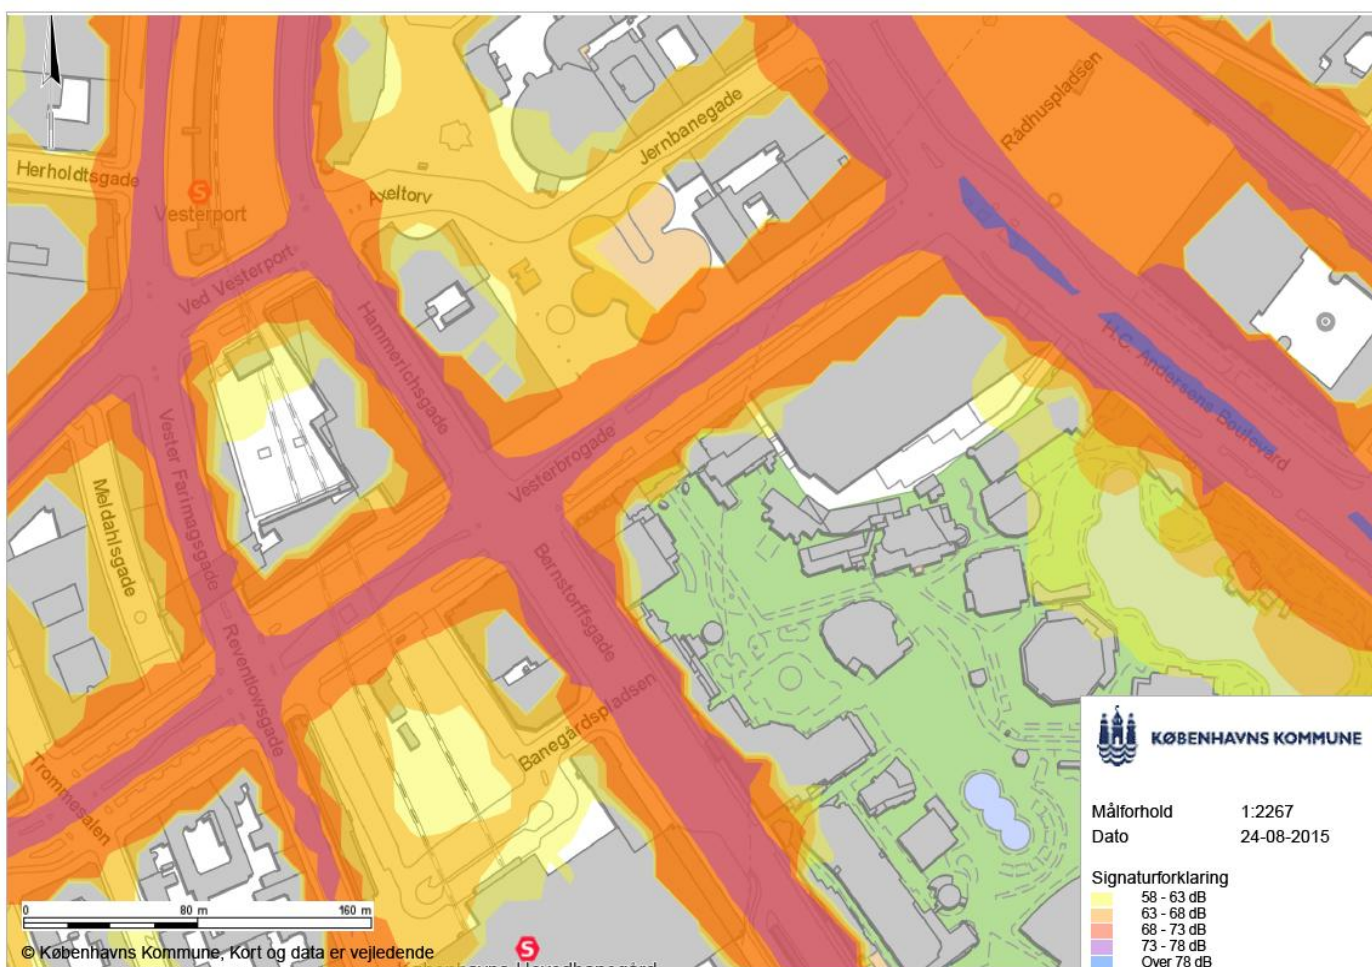 Rådhuspladsen
Jernbanegade
Herholdtsgade
S
Vesterport
Axeltorv
Ved Vesterport
Hammerichsgade
H.C. Andersens Boulevard
Vesterbrogade
Vester Farimagsgade
Meldahlsgade
Bernstorffsgade
Reventlowsgade
Banegårdspladsen
Trommesalen
KØBENHAVNS KOMMUNE
Målforhold 1:2267
Dato 24-08-2015
Signaturforklaring
58 - 63 dB
63 - 68 dB
68 - 73 dB
73 - 78 dB
Over 78 dB
0 80 m 160 m
© Københavns Kommune, Kort og data er vejledende
S
Københavns Hovedbanegård